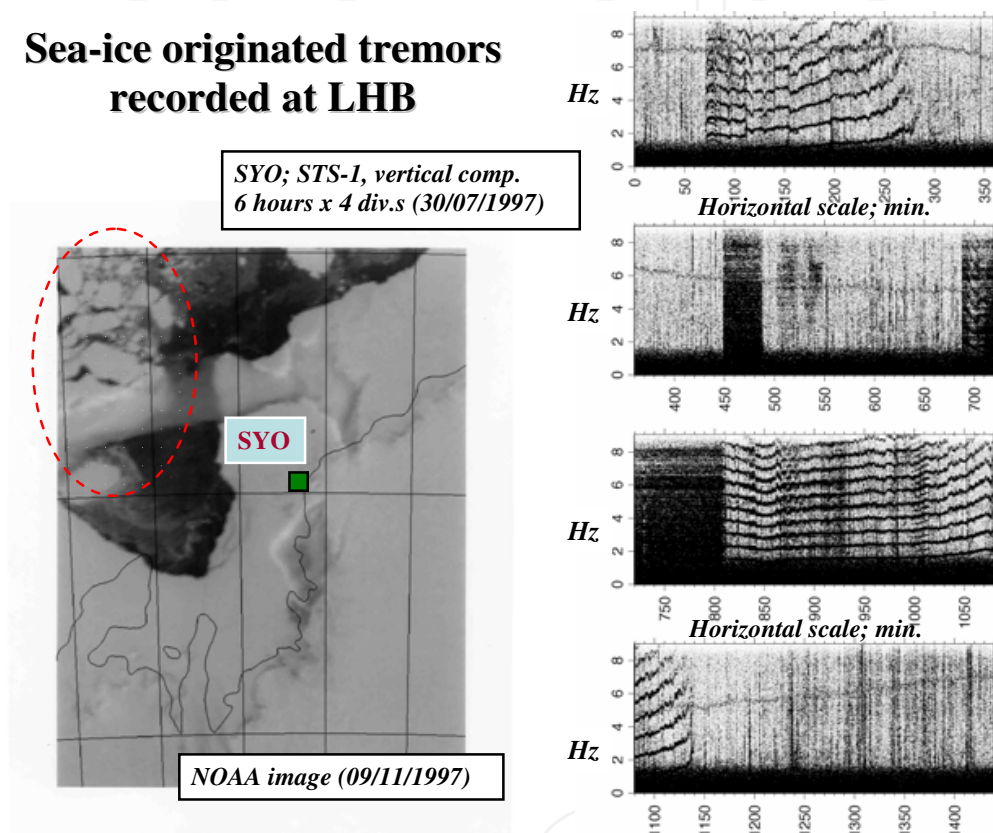 Sea-ice originated tremors
recorded at LHB
SYO; STS-1, vertical comp.
6 hours x 4 div.s (30/07/1997)
SYO
NOAA image (09/11/1997)
Hz
0 2 4 6 8
0 50 100 150 200 250 300 350
Horizontal scale; min.
Hz
0 2 4 6 8
400 450 500 550 600 650 700
Hz
0 2 4 6 8
750 800 850 900 950 1000 1050
Horizontal scale; min.
Hz
0 2 4 6 8
1100 1150 1200 1250 1300 1350 1400